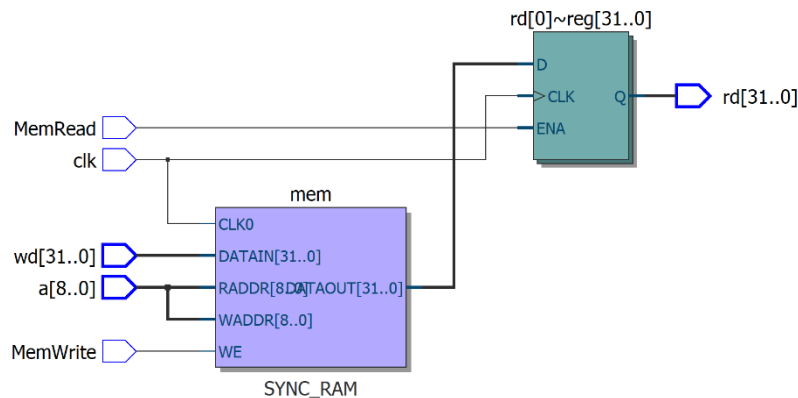 rd[0]~reg[31..0]
D
CLK
Q
ENA
rd[31..0]
MemRead
clk
mem
CLK0
wd[31..0]
DATAIN[31..0]
a[8..0]
RADDR[8..0]
DATAOUT[31..0]
WADDR[8..0]
MemWrite
WE
SYNC_RAM